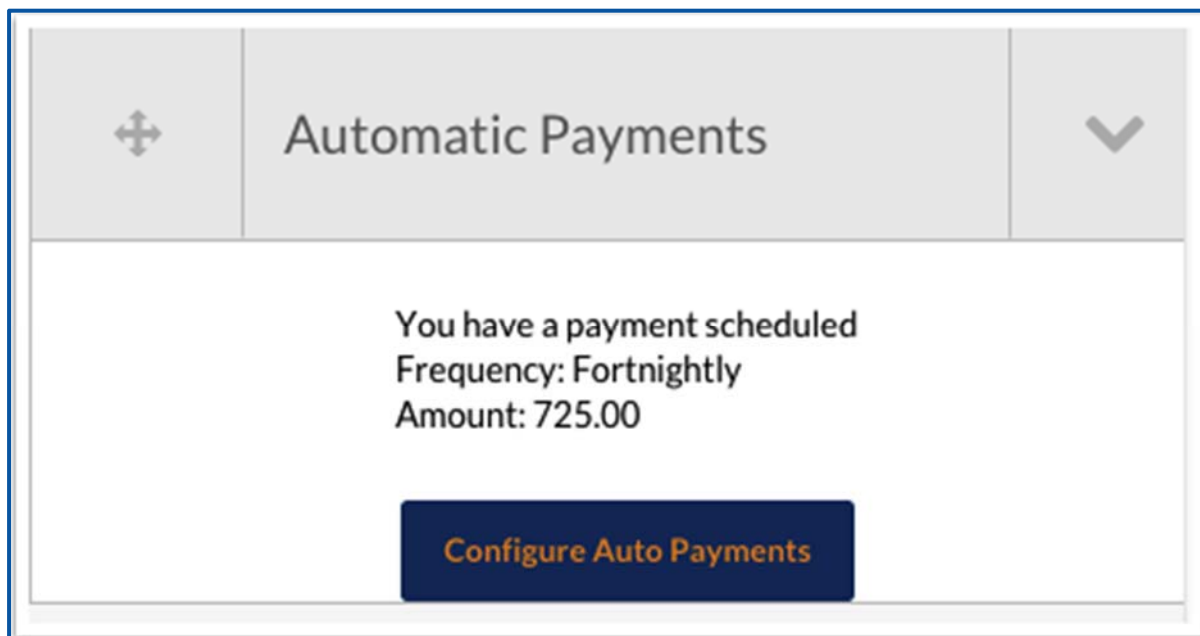 Automatic Payments
You have a payment scheduled
Frequency: Fortnightly
Amount: 725.00
Configure Auto Payments